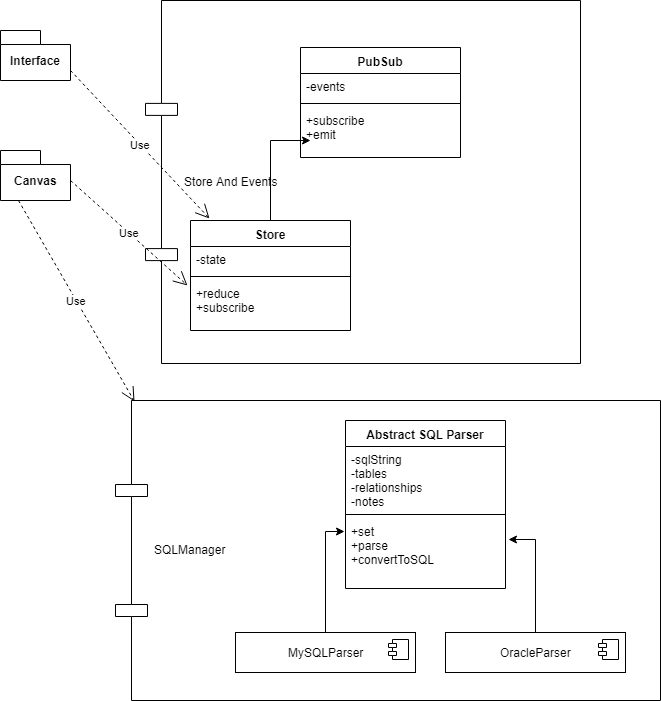 Interface
PubSub
-events
+subscribe
+emit
Use
Canvas
Store And Events
Use
Store
-state
+reduce
+subscribe
Use
Abstract SQL Parser
-sqlString
-tables
-relationships
-notes
+set
+parse
+convertToSQL
SQLManager
MySQLParser
OracleParser